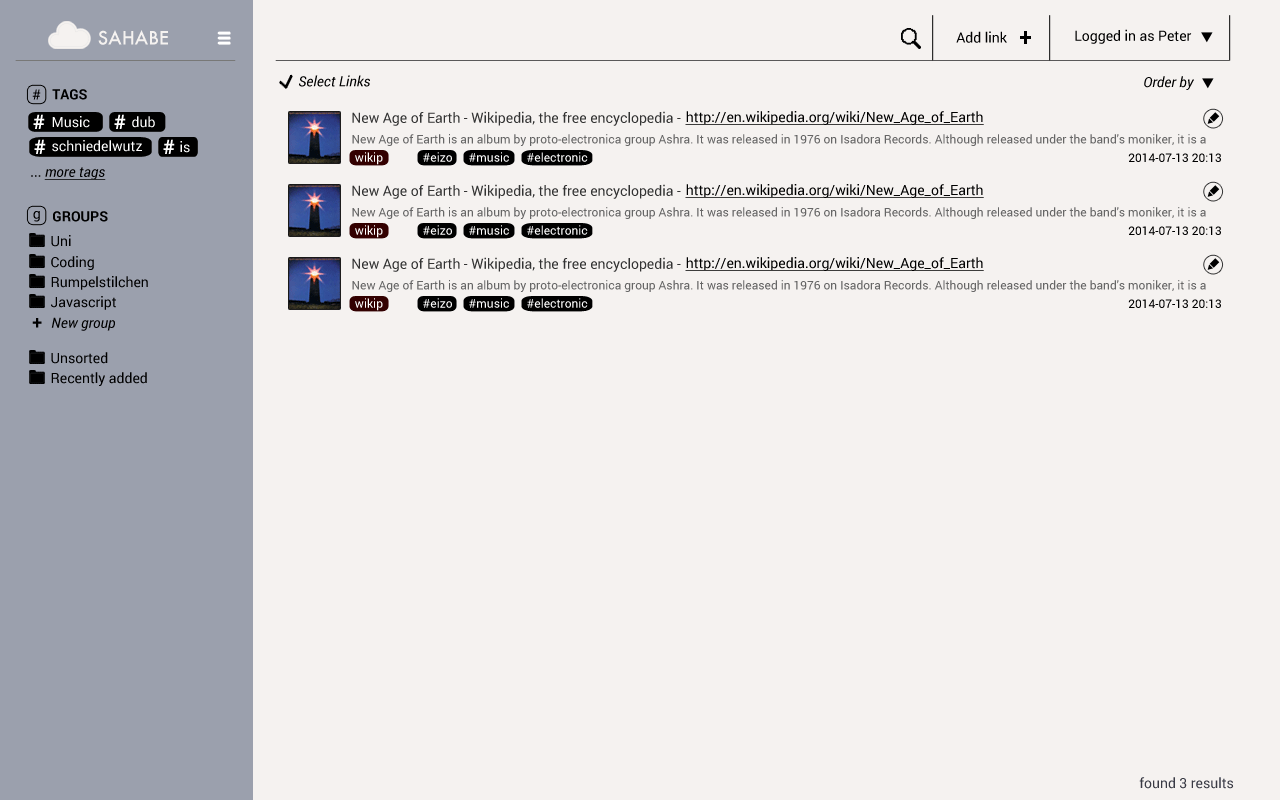 SAHABE
Add link
Logged in as Peter
Select Links
Order by
# TAGS
# Music # dub
# schniedelwutz # is
... more tags
g GROUPS
Uni
Coding
Rumpelstilchen
Javascript
+ New group
Unsorted
Recently added
New Age of Earth - Wikipedia, the free encyclopedia - http://en.wikipedia.org/wiki/New_Age_of_Earth
New Age of Earth is an album by proto-electronica group Ashra. It was released in 1976 on Isadora Records. Although released under the band's moniker, it is a
wikip #eizo #music #electronic 2014-07-13 20:13
New Age of Earth - Wikipedia, the free encyclopedia - http://en.wikipedia.org/wiki/New_Age_of_Earth
New Age of Earth is an album by proto-electronica group Ashra. It was released in 1976 on Isadora Records. Although released under the band's moniker, it is a
wikip #eizo #music #electronic 2014-07-13 20:13
New Age of Earth - Wikipedia, the free encyclopedia - http://en.wikipedia.org/wiki/New_Age_of_Earth
New Age of Earth is an album by proto-electronica group Ashra. It was released in 1976 on Isadora Records. Although released under the band's moniker, it is a
wikip #eizo #music #electronic 2014-07-13 20:13
found 3 results